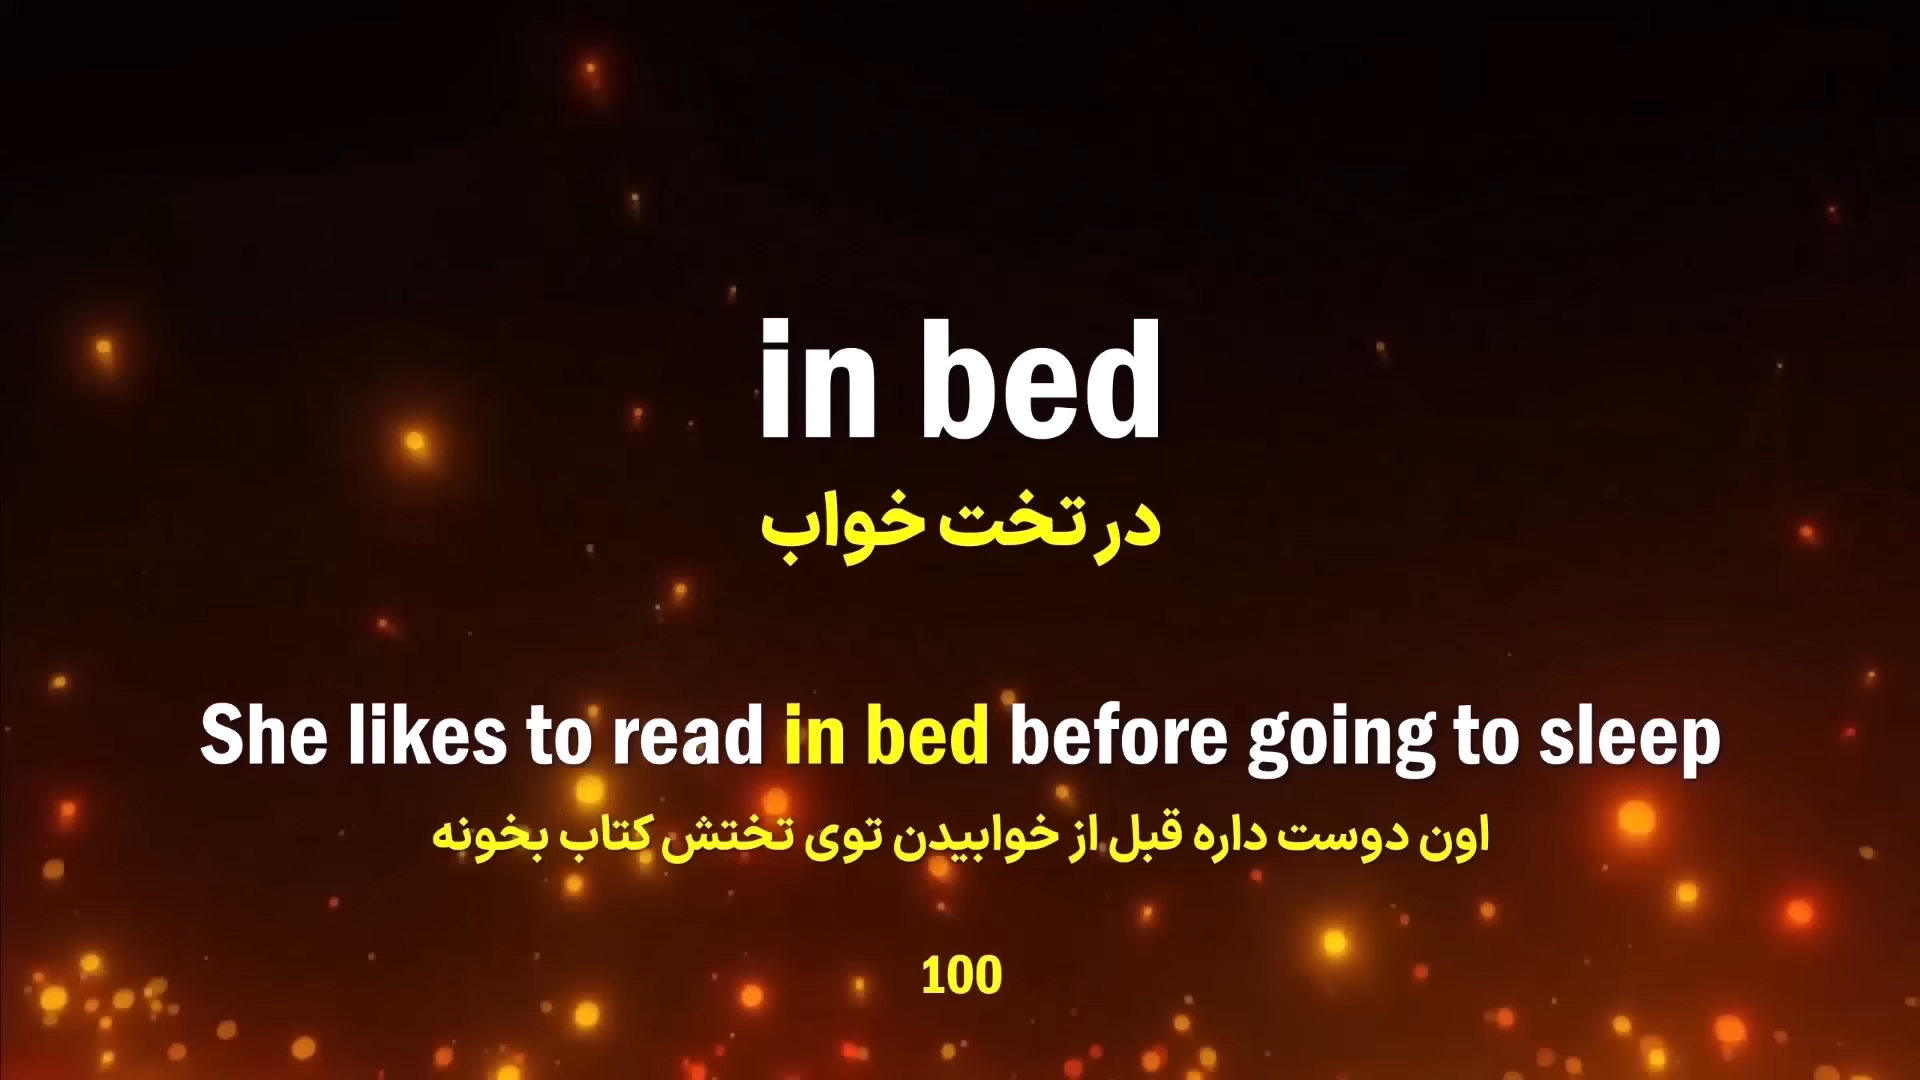 in bed
در تخت خواب
She likes to read in bed before going to sleep
اون دوست داره قبل از خوابیدن توی تختش کتاب بخونه
100